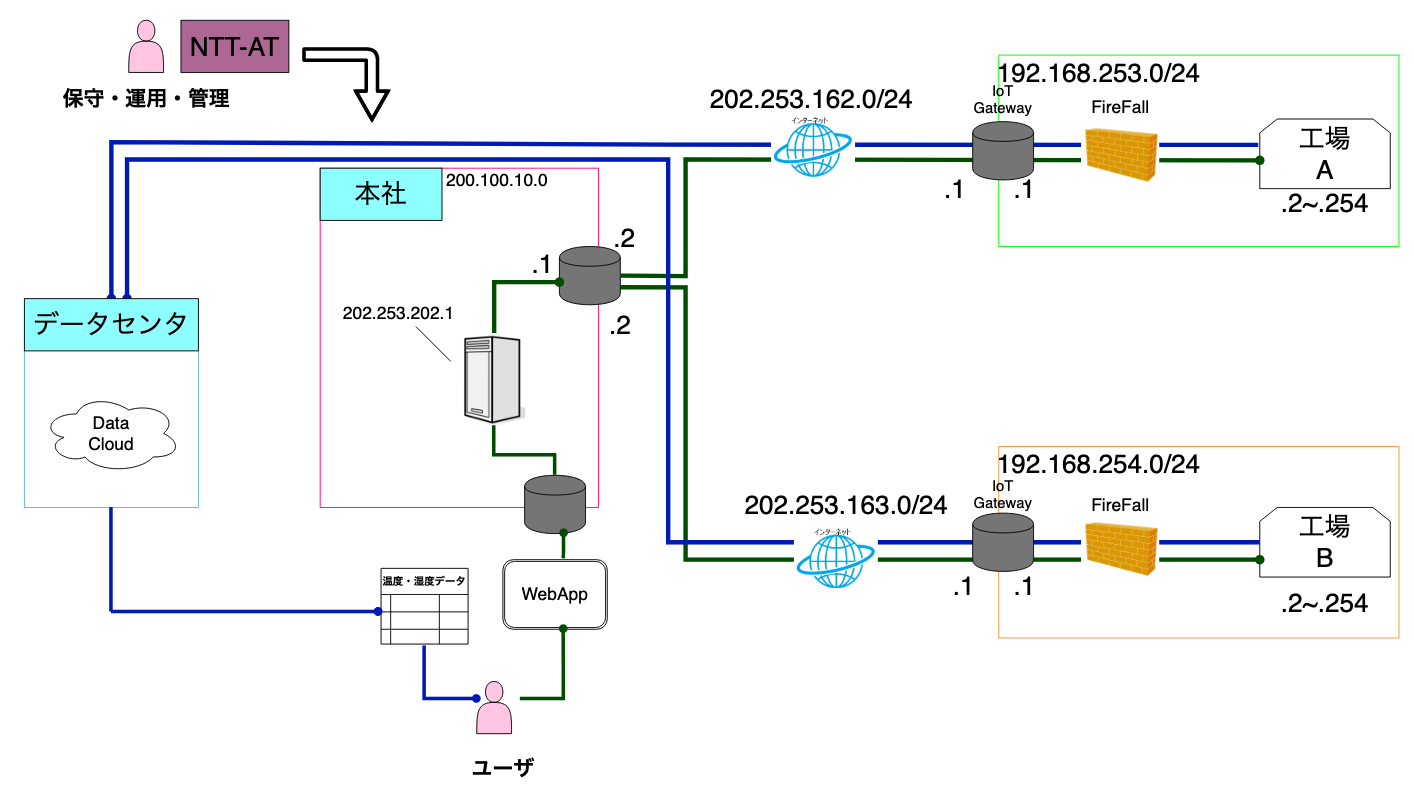 NTT-AT
保守・運用・管理
192.168.253.0/24
202.253.162.0/24
IoT
Gateway
FireFall
インターネット
工場
A
.1
.1
.2~.254
本社
200.100.10.0
.2
.1
202.253.202.1
.2
データセンタ
Data
Cloud
192.168.254.0/24
202.253.163.0/24
IoT
Gateway
FireFall
インターネット
工場
B
.1
.1
.2~.254
温度・湿度データ
WebApp
ユーザ